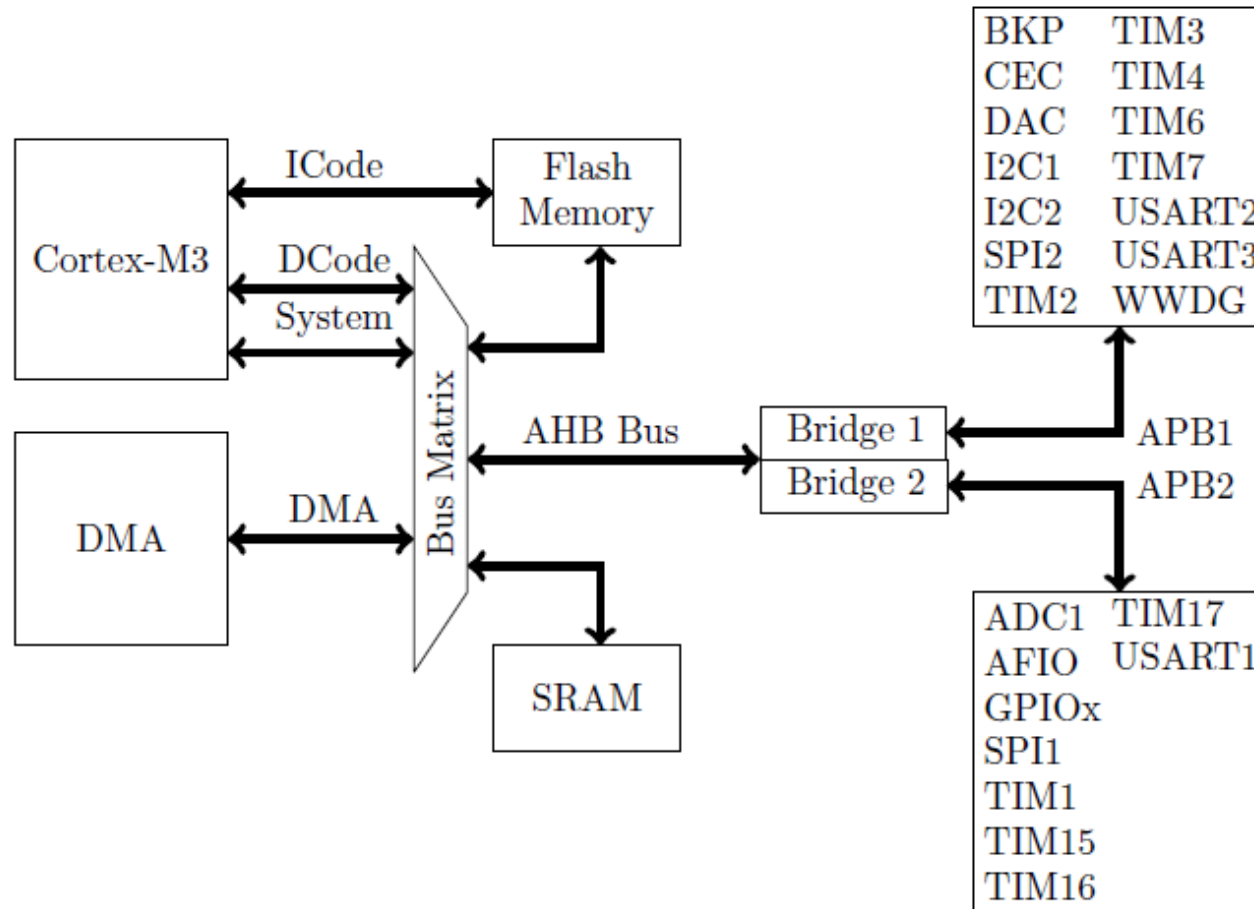 BKP TIM3
CEC TIM4
DAC TIM6
I2C1 TIM7
I2C2 USART2
SPI2 USART3
TIM2 WWDG
ICode
Flash
Memory
Cortex-M3
DCode
System
Bus Matrix
AHB Bus
Bridge 1
APB1
Bridge 2
APB2
DMA
DMA
SRAM
ADC1 TIM17
AFIO USART1
GPIOx
SPI1
TIM1
TIM15
TIM16